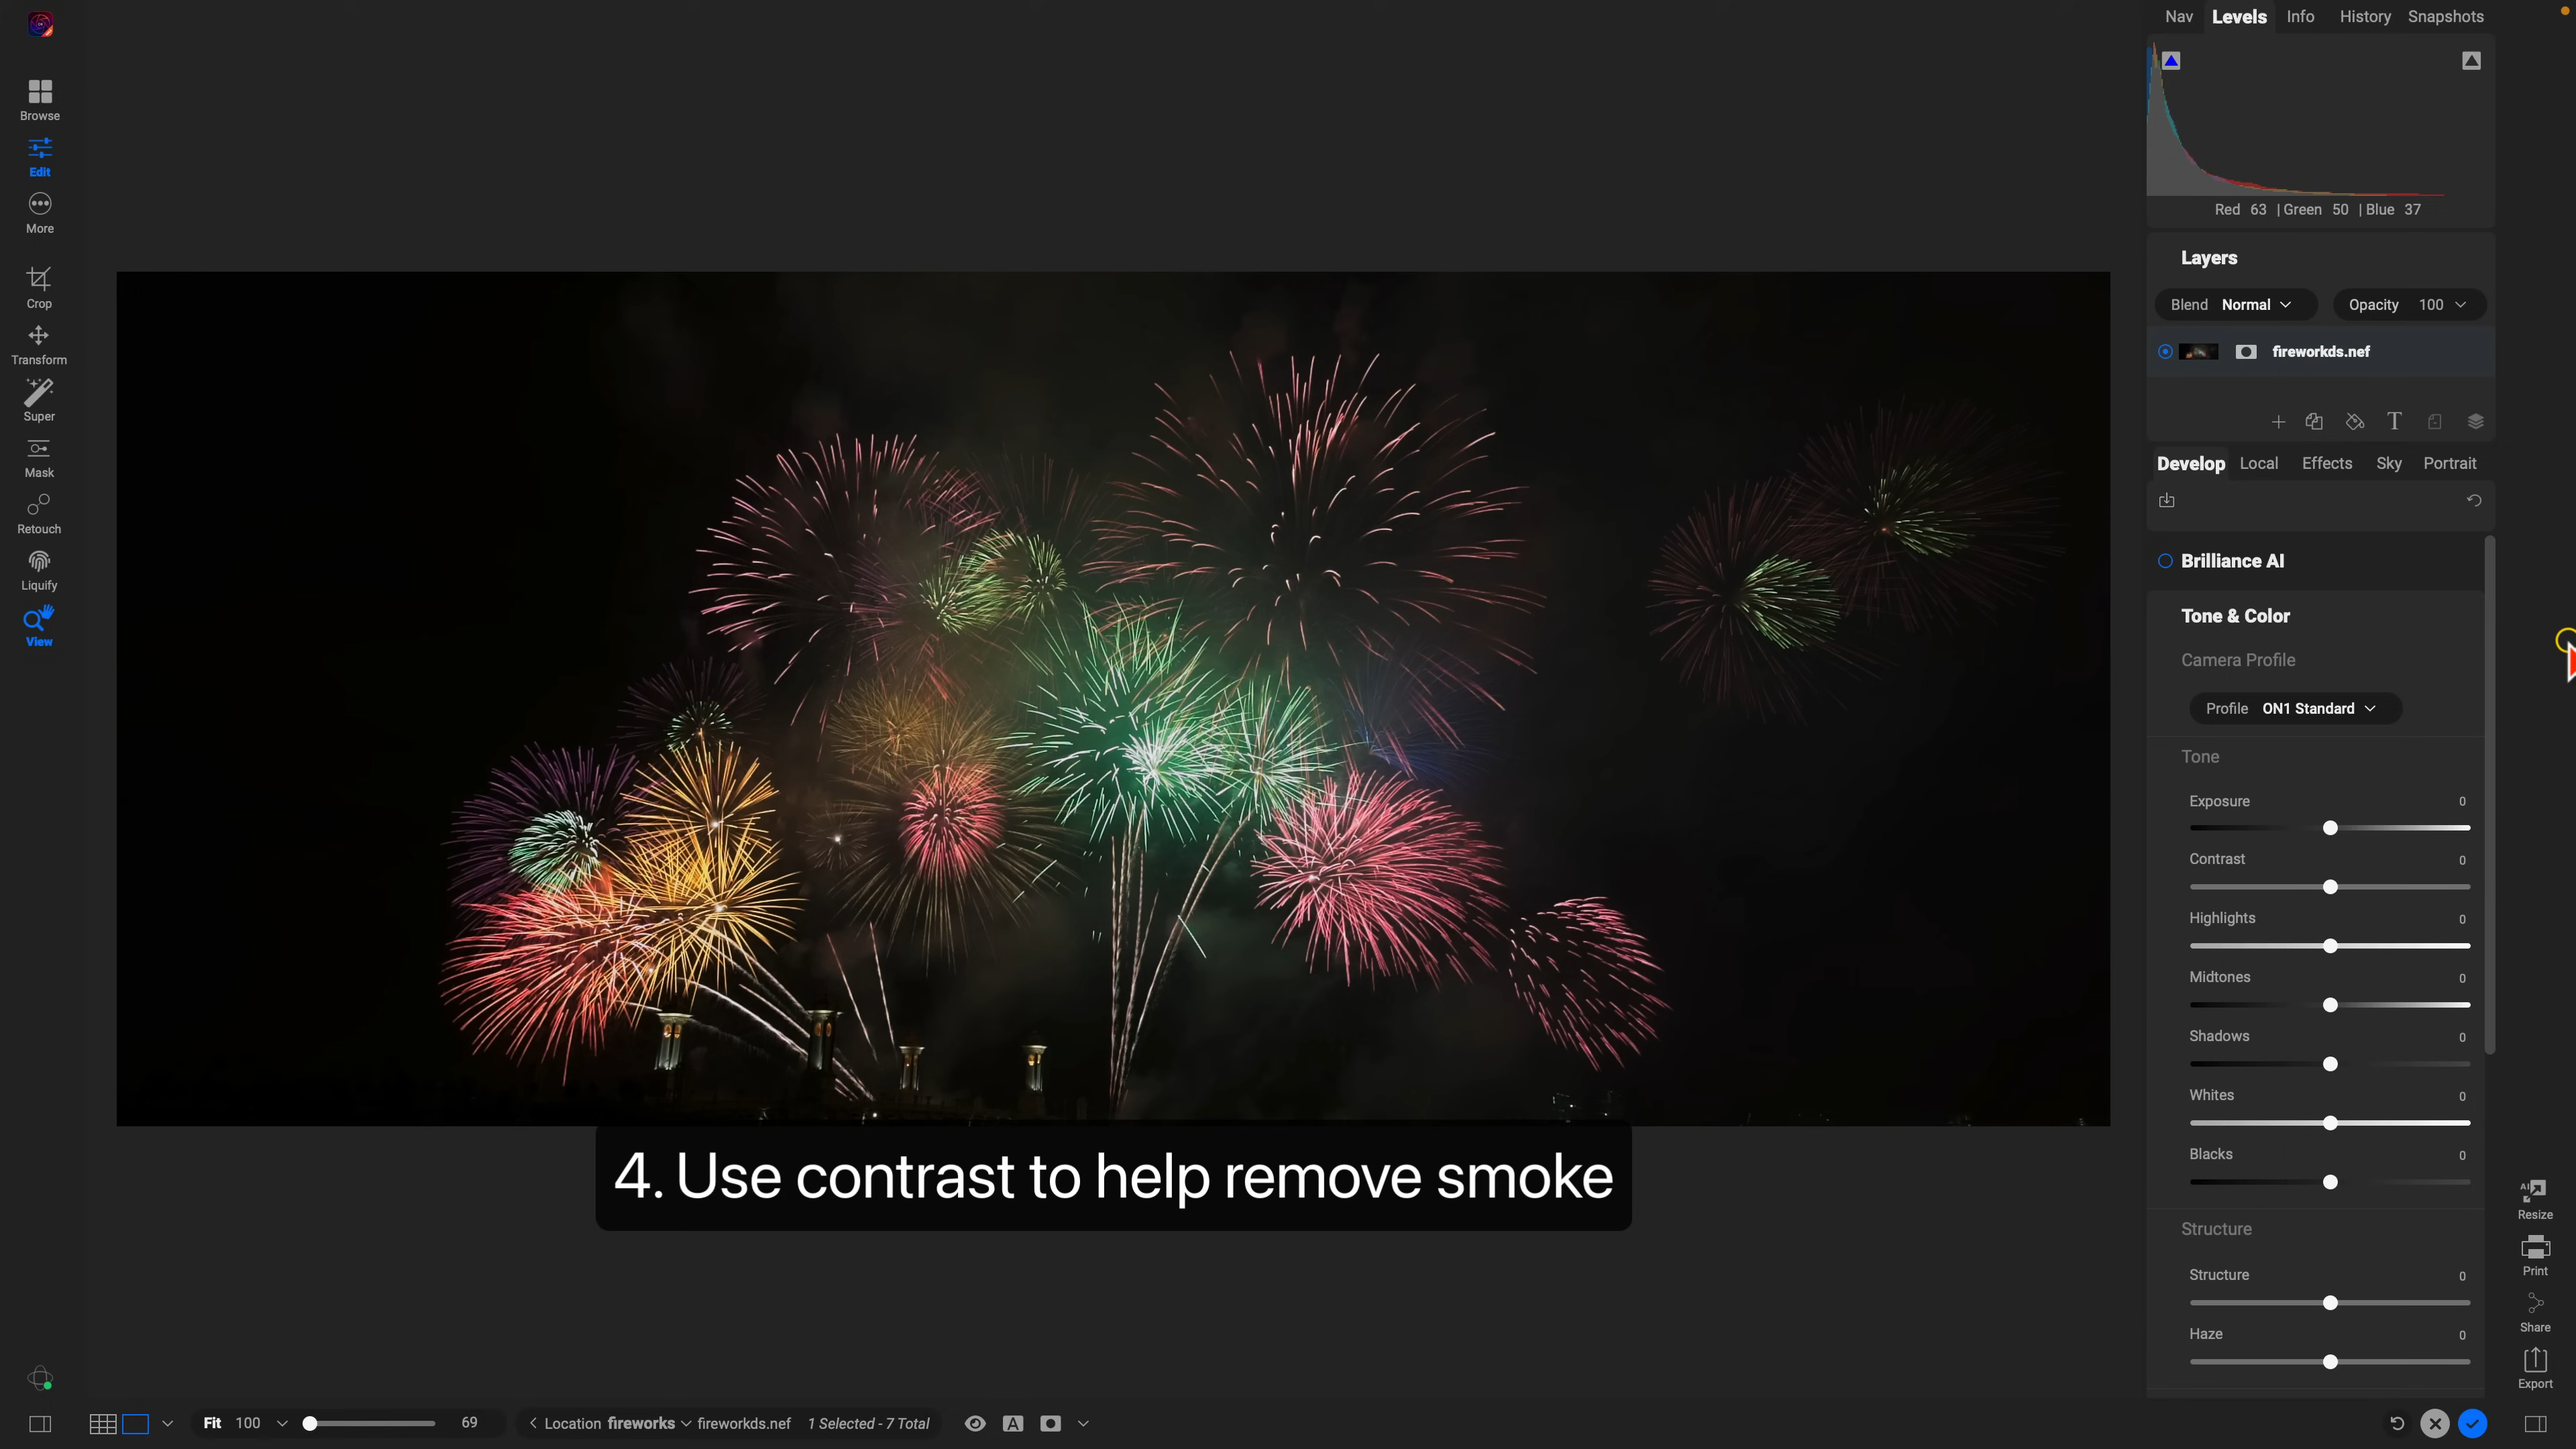 Nav Levels Info History Snapshots
Browse
Edit
More
Red 63 | Green 50 | Blue 37
Layers
Crop
Blend Normal Opacity 100
Transform
fireworkds.nef
Super
T
Mask
Develop Local Effects Sky Portrait
Retouch
Brilliance AI
Liquify
Tone & Color
View
Camera Profile
Profile ON1 Standard
Tone
Exposure 0
Contrast 0
Highlights 0
Midtones 0
Shadows 0
Whites 0
Blacks 0
4. Use contrast to help remove smoke
AI
Resize
Structure
Print
Structure 0
Share
Haze 0
Export
Fit 100 69 Location fireworks fireworkds.nef 1 Selected - 7 Total A